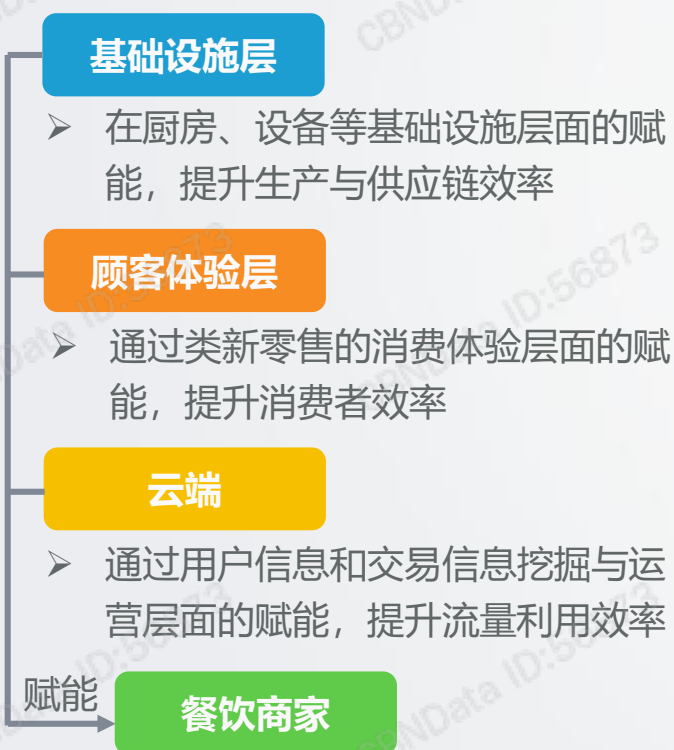 基础设施层
➢ 在厨房、设备等基础设施层面的赋
能，提升生产与供应链效率
顾客体验层
➢ 通过类新零售的消费体验层面的赋
能，提升消费者效率
云端
➢ 通过用户信息和交易信息挖掘与运
营层面的赋能，提升流量利用效率
赋能
餐饮商家
CBNData ID:56873